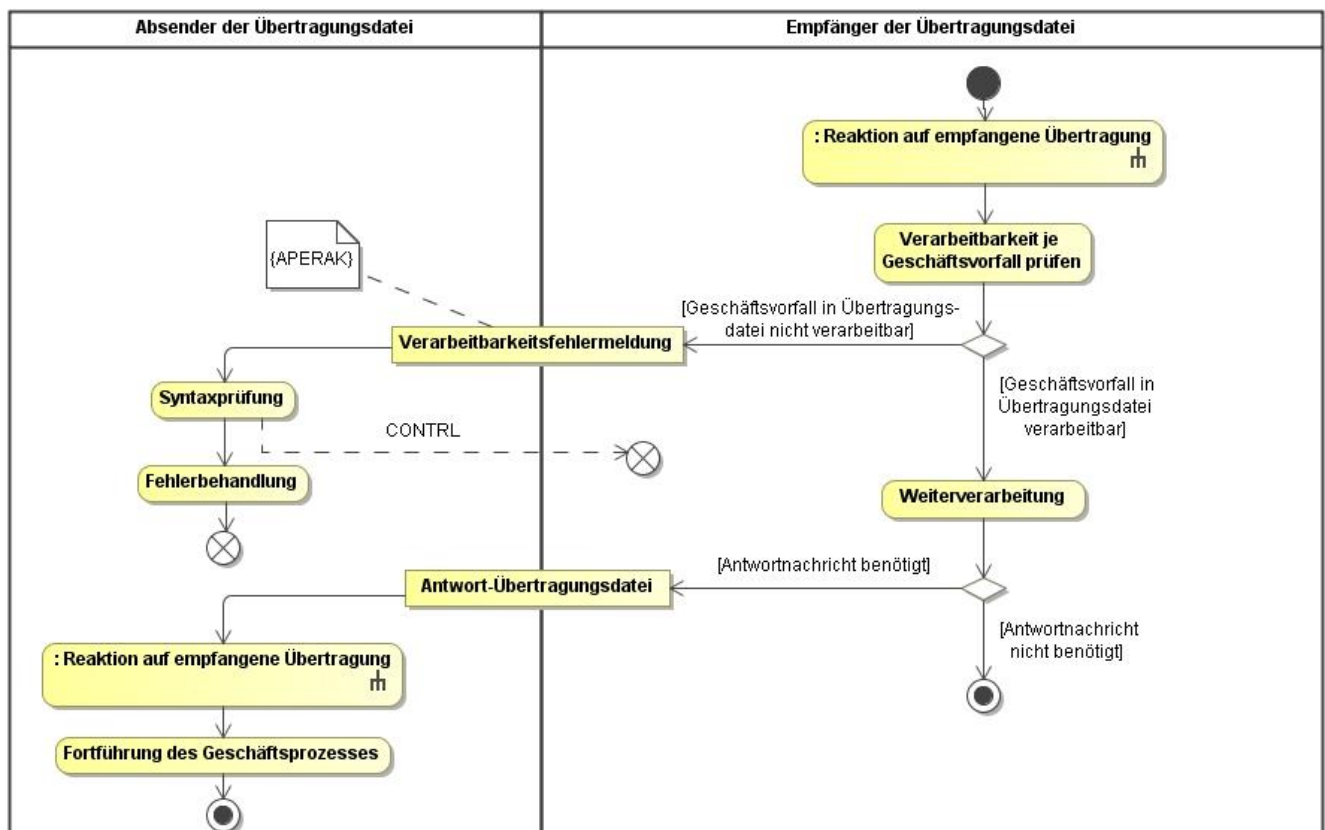 Absender der Übertragungsdatei
Empfänger der Übertragungsdatei
: Reaktion auf empfangene Übertragung
Verarbeitbarkeit je
Geschäftsvorfall prüfen
{APERAK}
[Geschäftsvorfall in Übertragungs-
datei nicht verarbeitbar]
Verarbeitbarkeitsfehlermeldung
[Geschäftsvorfall in
Übertragungsdatei
verarbeitbar]
Syntaxprüfung
CONTRL
Fehlerbehandlung
Weiterverarbeitung
[Antwortnachricht benötigt]
Antwort-Übertragungsdatei
[Antwortnachricht
nicht benötigt]
: Reaktion auf empfangene Übertragung
Fortführung des Geschäftsprozesses